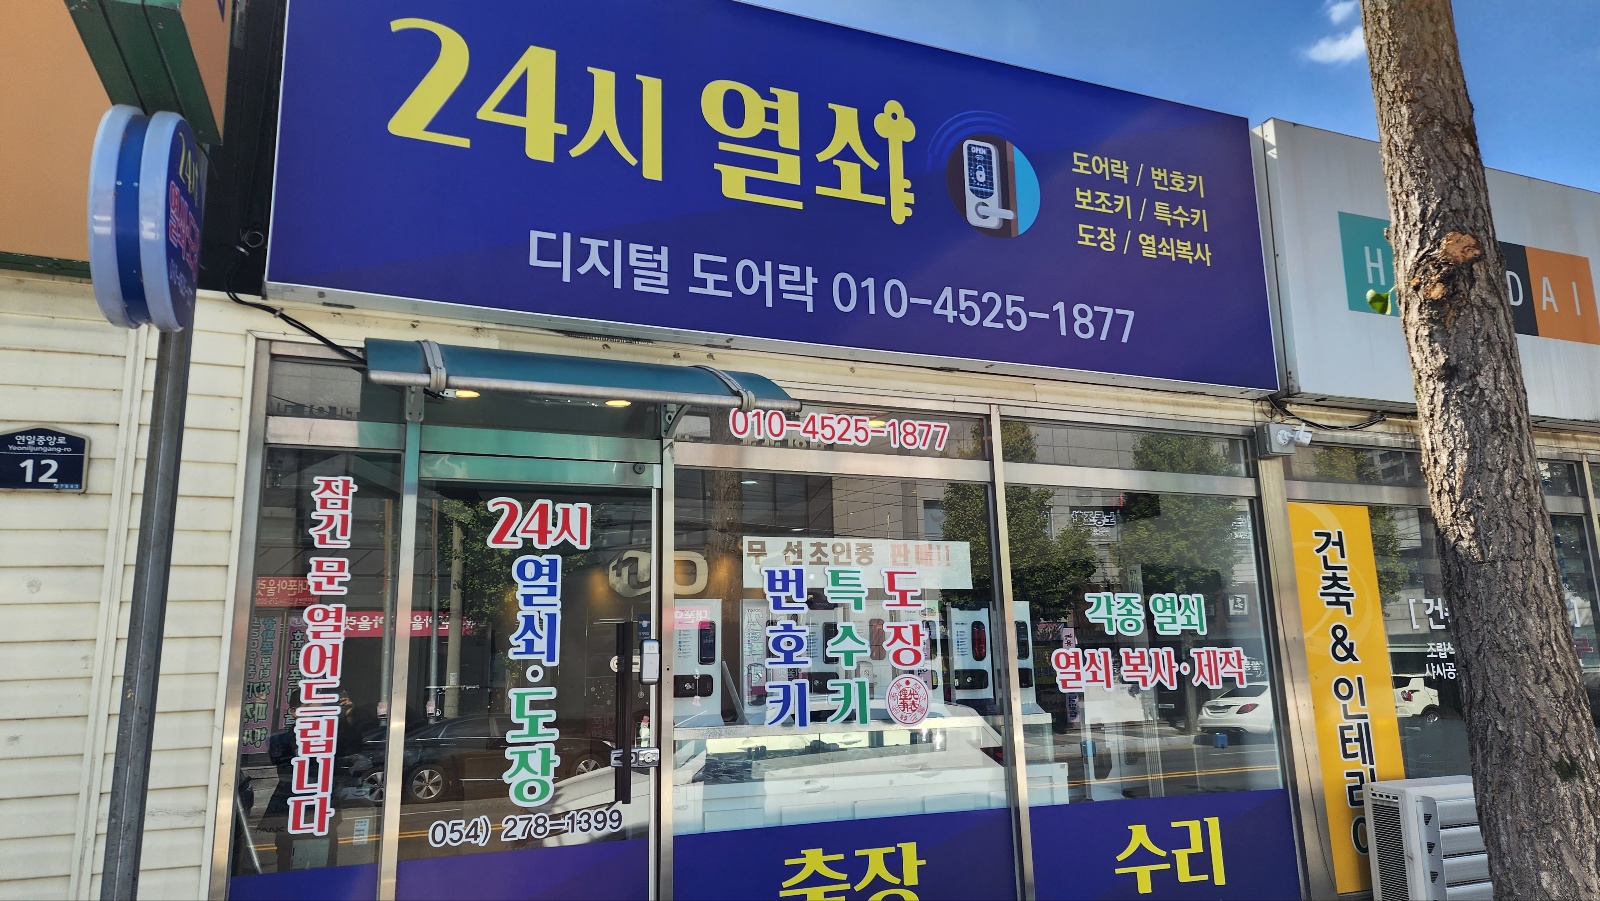 24시 열쇠
OPEN
도어락 / 번호키
보조키 / 특수키
도장 / 열쇠복사
디지털 도어락 010-4525-1877
연일중앙로
Yeoniljungang-ro
12
010-4525-1877
잠긴 문 열어드립니다
24시
열쇠·도장
054) 278-1399
무선초인종 판매!!
번호키
특수키
도장
각종 열쇠
열쇠 복사·제작
출장
수리
건축 & 인테리어